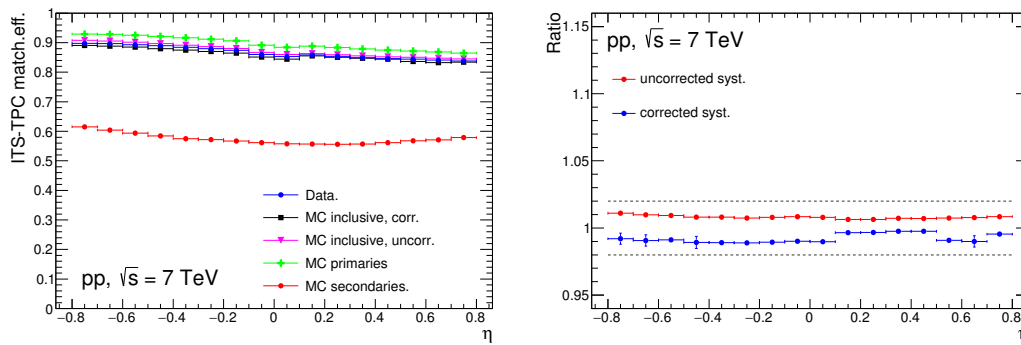 ITS-TPC match.eff.
1
0.9
0.8
0.7
0.6
0.5
0.4
0.3
0.2
0.1
0
Data.
MC inclusive, corr.
MC inclusive, uncorr.
MC primaries
MC secondaries.
pp, √s = 7 TeV
−0.8 −0.6 −0.4 −0.2 0 0.2 0.4 0.6 0.8
η
Ratio
1.15
1.1
1.05
1
0.95
pp, √s = 7 TeV
uncorrected syst.
corrected syst.
−0.8 −0.6 −0.4 −0.2 0 0.2 0.4 0.6 0.8